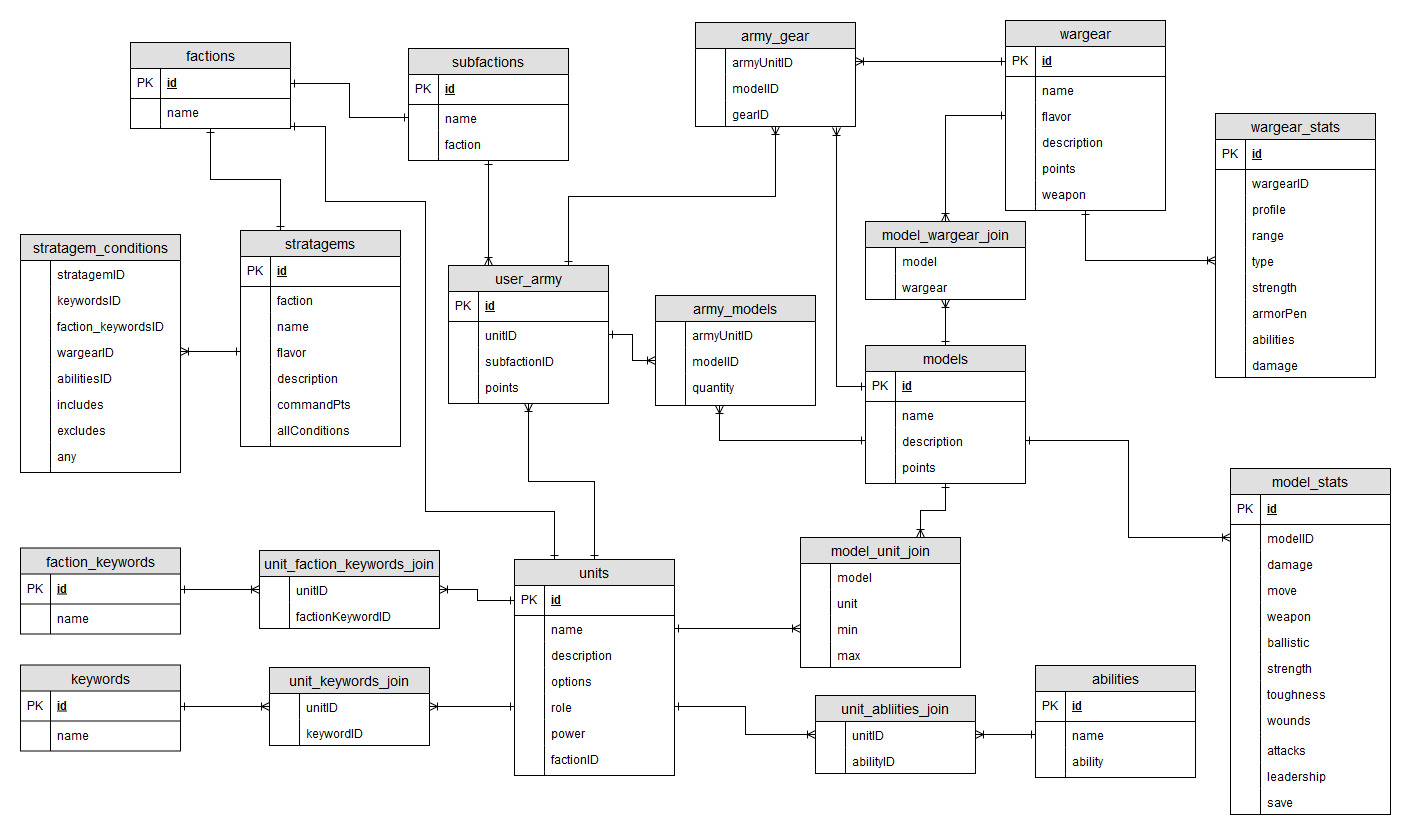 factions
PK id
name
subfactions
PK id
name
faction
army_gear
armyUnitID
modelID
gearID
wargear
PK id
name
flavor
description
points
weapon
wargear_stats
PK id
wargearID
profile
range
type
strength
armorPen
abilities
damage
stratagem_conditions
stratagemID
keywordsID
faction_keywordsID
wargearID
abilitiesID
includes
excludes
any
stratagems
PK id
faction
name
flavor
description
commandPts
allConditions
user_army
PK id
unitID
subfactionID
points
army_models
armyUnitID
modelID
quantity
model_wargear_join
model
wargear
models
PK id
name
description
points
model_stats
PK id
modelID
damage
move
weapon
ballistic
strength
toughness
wounds
attacks
leadership
save
faction_keywords
PK id
name
unit_faction_keywords_join
unitID
factionKeywordID
units
PK id
name
description
options
role
power
factionID
model_unit_join
model
unit
min
max
keywords
PK id
name
unit_keywords_join
unitID
keywordID
unit_abliities_join
unitID
abilityID
abilities
PK id
name
ability